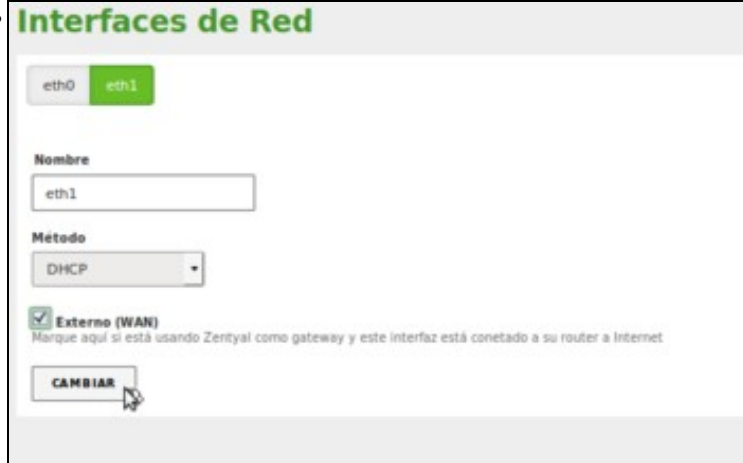 Interfaces de Red
eth0 eth1
Nombre
eth1
Método
DHCP
Externo (WAN)
Marque aquí si está usando Zentyal como gateway y este interfaz está conetado a su router a Internet
CAMBIAR